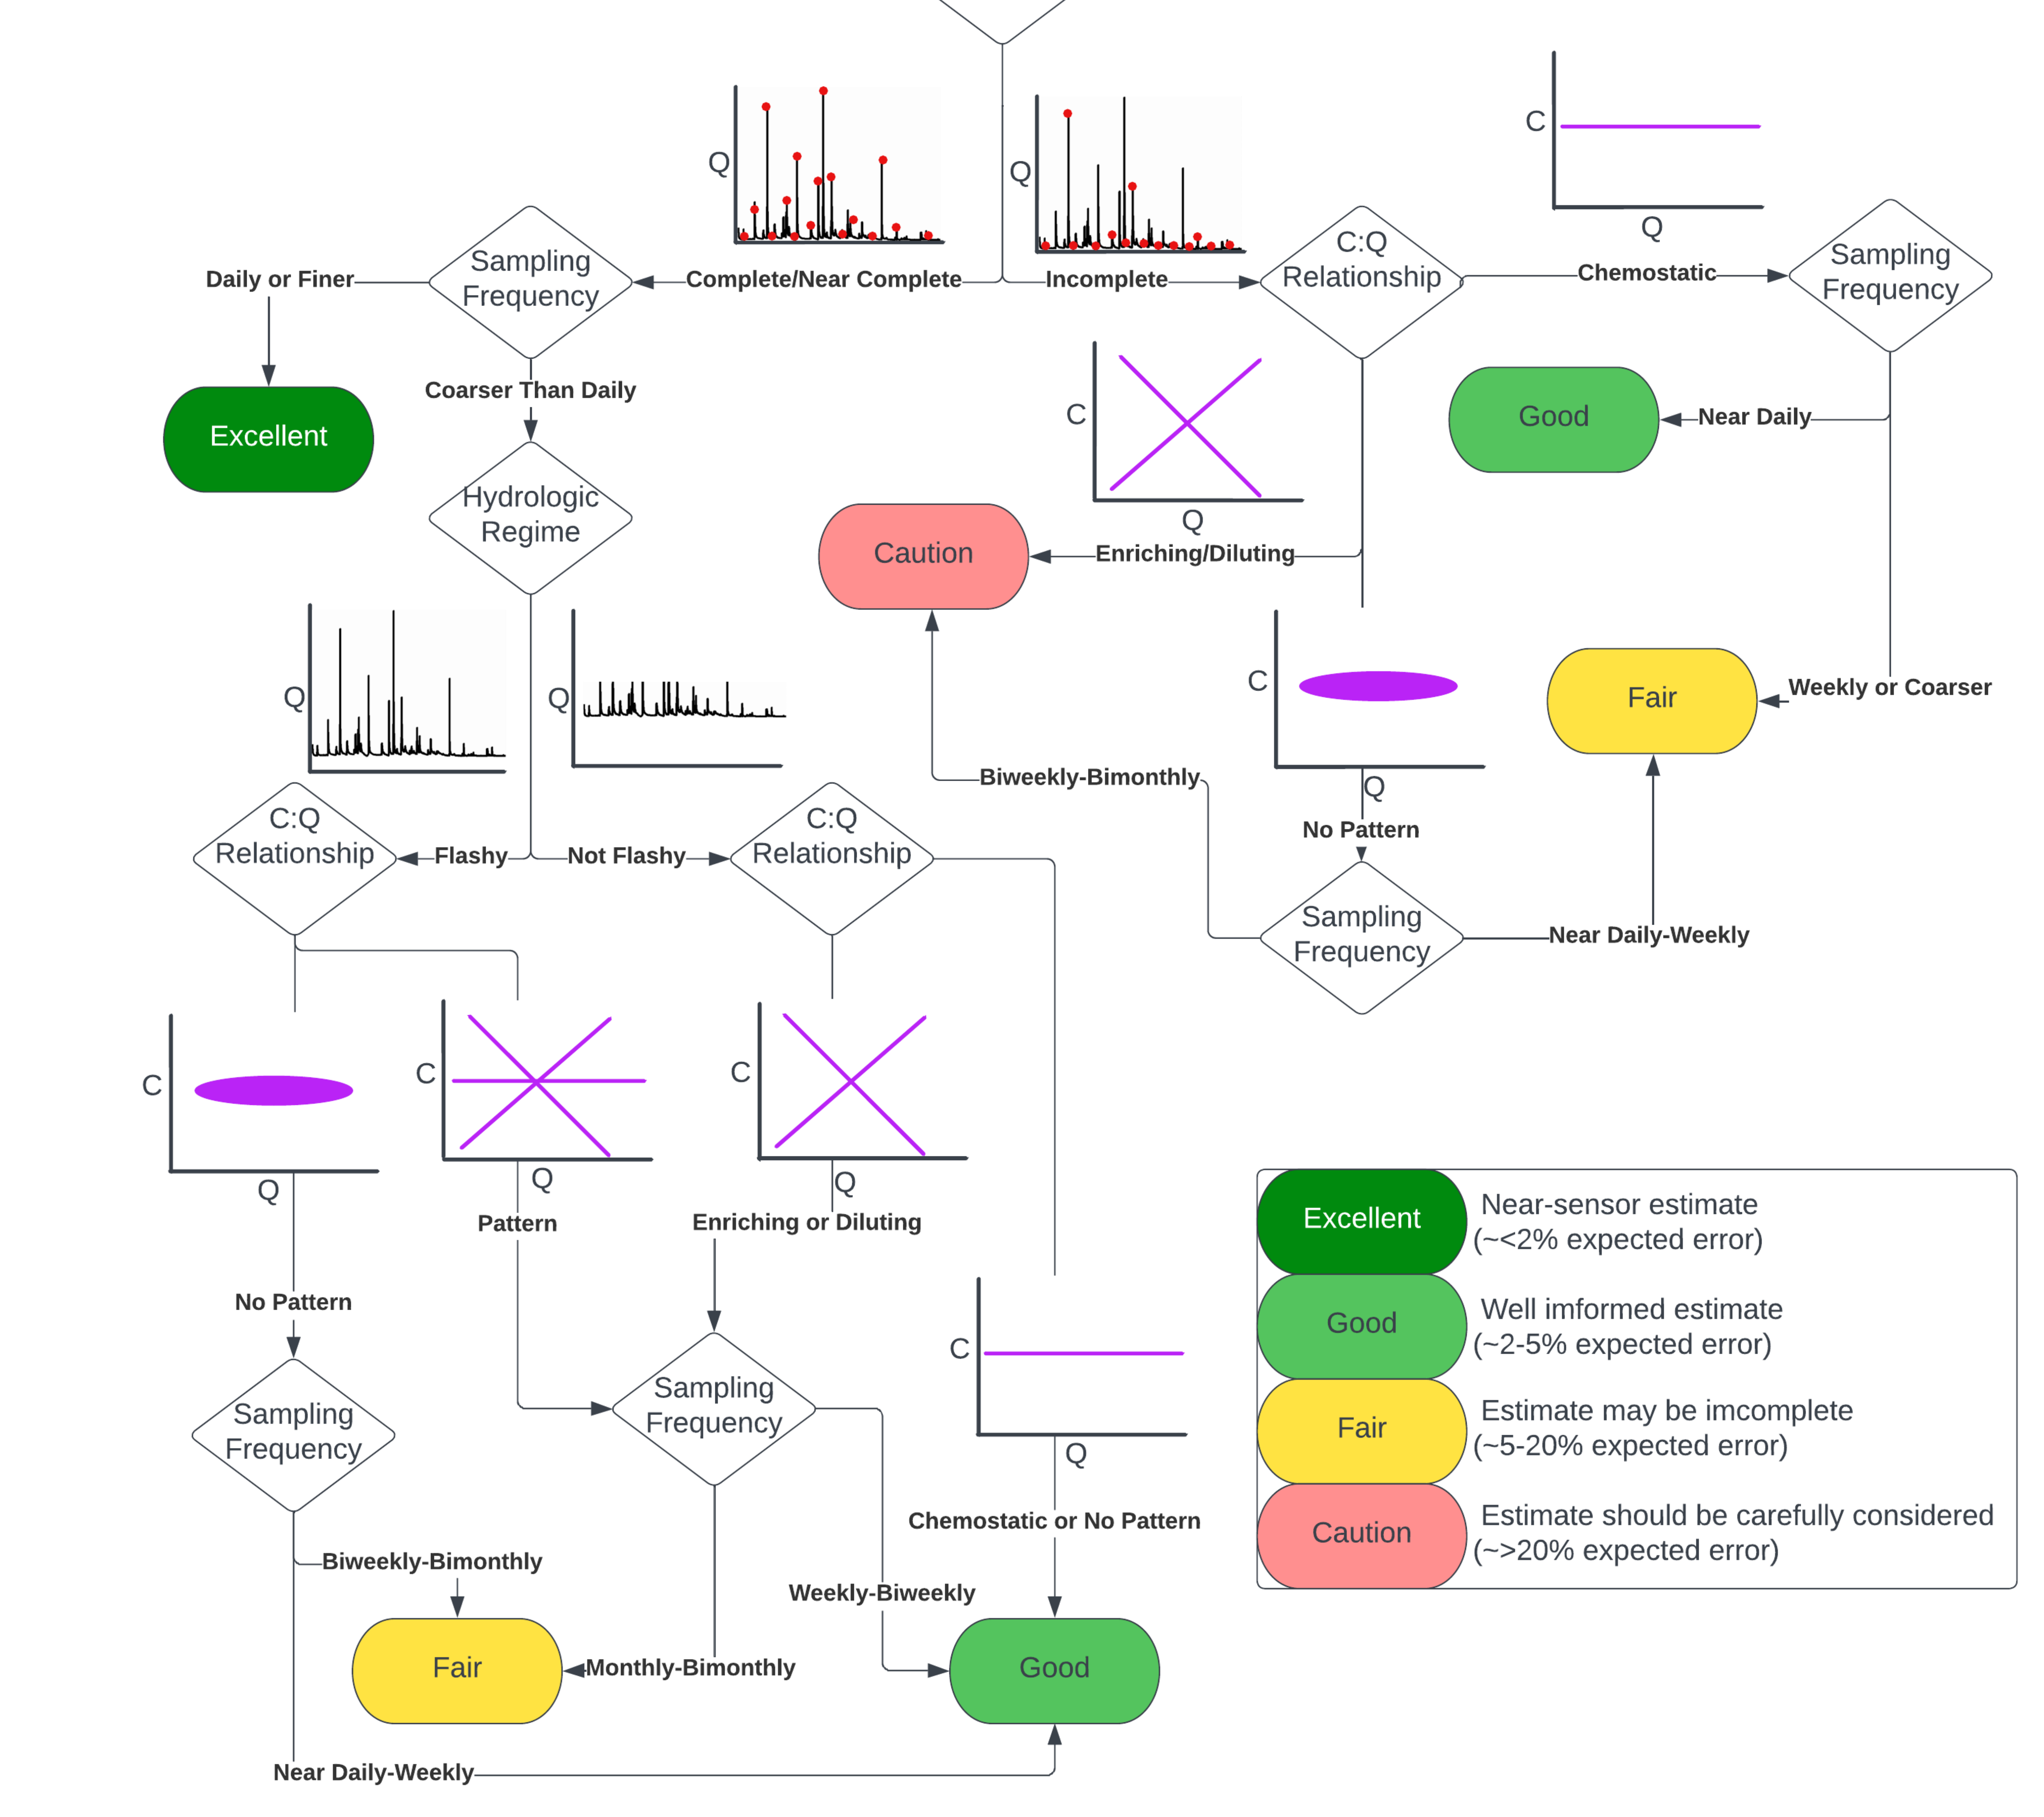 C
Q
Q
Q
C:Q
Relationship
Sampling
Frequency
Sampling
Frequency
Daily or Finer
Complete/Near Complete
Incomplete
Chemostatic
Coarser Than Daily
Excellent
C
Good
Near Daily
Hydrologic
Regime
Q
Caution
Enriching/Diluting
Q
Q
C
Fair
Weekly or Coarser
Biweekly-Bimonthly
Q
No Pattern
C:Q
Relationship
Flashy
Not Flashy
C:Q
Relationship
Sampling
Frequency
Near Daily-Weekly
C
C
C
Q
Q
Q
Pattern
Enriching or Diluting
No Pattern
C
Sampling
Frequency
Sampling
Frequency
Q
Chemostatic or No Pattern
Biweekly-Bimonthly
Weekly-Biweekly
Fair
Monthly-Bimonthly
Good
Near Daily-Weekly
Excellent
Near-sensor estimate
(~<2% expected error)
Good
Well imformed estimate
(~2-5% expected error)
Fair
Estimate may be imcomplete
(~5-20% expected error)
Caution
Estimate should be carefully considered
(~>20% expected error)